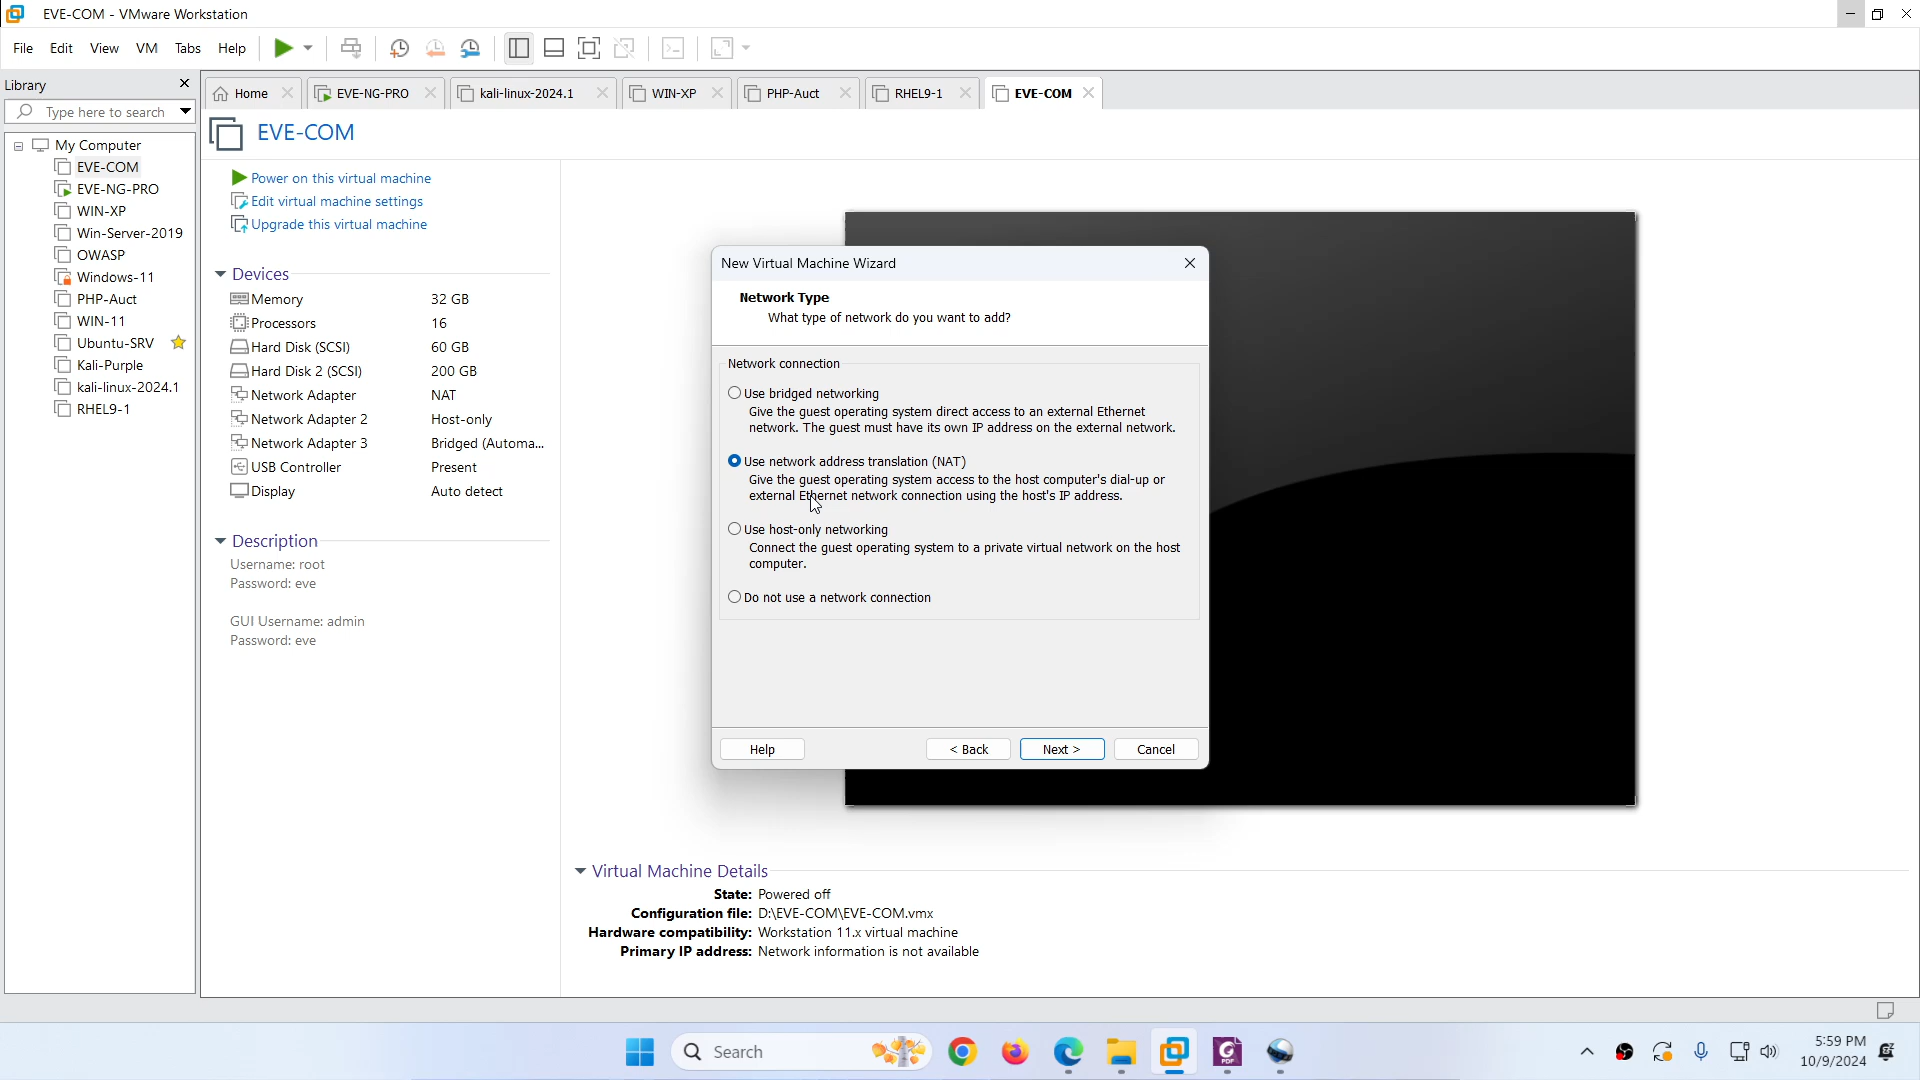 EVE-COM - VMware Workstation
File Edit View VM Tabs Help
Library
Type here to search
My Computer
EVE-COM
EVE-NG-PRO
WIN-XP
Win-Server-2019
OWASP
Windows-11
PHP-Auct
WIN-11
Ubuntu-SRV
Kali-Purple
kali-linux-2024.1
RHEL9-1
Home EVE-NG-PRO kali-linux-2024.1 WIN-XP PHP-Auct RHEL9-1 EVE-COM
EVE-COM
Power on this virtual machine
Edit virtual machine settings
Upgrade this virtual machine
Devices
Memory 32 GB
Processors 16
Hard Disk (SCSI) 60 GB
Hard Disk 2 (SCSI) 200 GB
Network Adapter NAT
Network Adapter 2 Host-only
Network Adapter 3 Bridged (Automa...
USB Controller Present
Display Auto detect
Description
Username: root
Password: eve
GUI Username: admin
Password: eve
New Virtual Machine Wizard
Network Type
What type of network do you want to add?
Network connection
Use bridged networking
Give the guest operating system direct access to an external Ethernet
network. The guest must have its own IP address on the external network.
Use network address translation (NAT)
Give the guest operating system access to the host computer's dial-up or
external Ethernet network connection using the host's IP address.
Use host-only networking
Connect the guest operating system to a private virtual network on the host
computer.
Do not use a network connection
Help < Back Next > Cancel
Virtual Machine Details
State: Powered off
Configuration file: D:\EVE-COM\EVE-COM.vmx
Hardware compatibility: Workstation 11.x virtual machine
Primary IP address: Network information is not available
Search
PDF
5:59 PM
10/9/2024